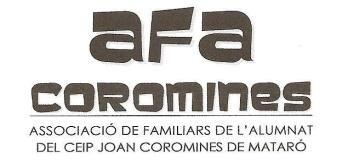 afa
coromines
ASSOCIACIÓ DE FAMILIARS DE L'ALUMNAT
DEL CEIP JOAN COROMINES DE MATARÓ